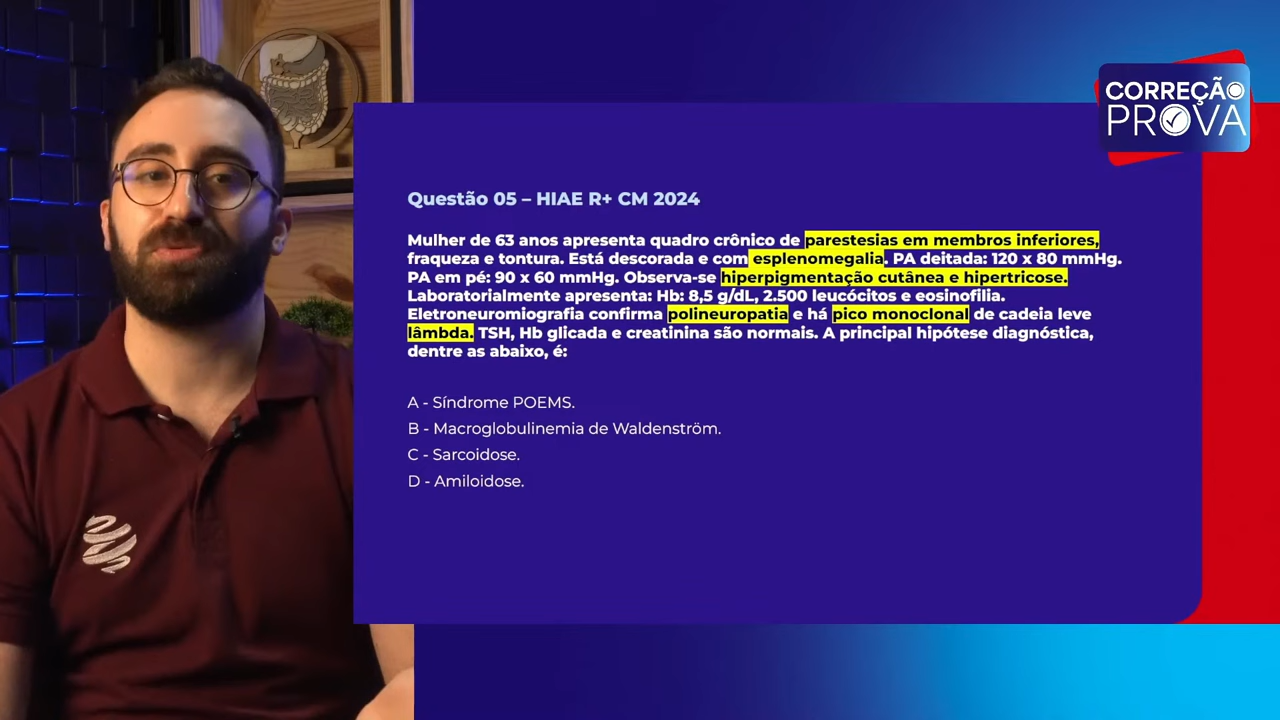 CORREÇÃO
PROVA
Questão 05 – HIAE R+ CM 2024
Mulher de 63 anos apresenta quadro crônico de parestesias em membros inferiores,
fraqueza e tontura. Está descorada e com esplenomegalia. PA deitada: 120 x 80 mmHg.
PA em pé: 90 x 60 mmHg. Observa-se hiperpigmentação cutânea e hipertricose.
Laboratorialmente apresenta: Hb: 8,5 g/dL, 2.500 leucócitos e eosinofilia.
Eletroneuromiografia confirma polineuropatia e há pico monoclonal de cadeia leve
lâmbda. TSH, Hb glicada e creatinina são normais. A principal hipótese diagnóstica,
dentre as abaixo, é:
A - Síndrome POEMS.
B - Macroglobulinemia de Waldenström.
C - Sarcoidose.
D - Amiloidose.